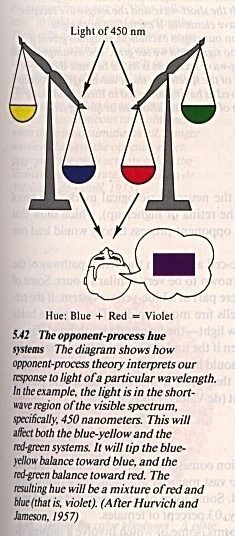 Light of 450 nm
Hue: Blue + Red = Violet
5.42 The opponent-process hue
systems The diagram shows how
opponent-process theory interprets our
response to light of a particular wavelength.
In the example, the light is in the short-
wave region of the visible spectrum,
specifically, 450 nanometers. This will
affect both the blue-yellow and the
red-green systems. It will tip the blue-
yellow balance toward blue, and the
red-green balance toward red. The
resulting hue will be a mixture of red and
blue (that is, violet). (After Hurvich and
Jameson, 1957)